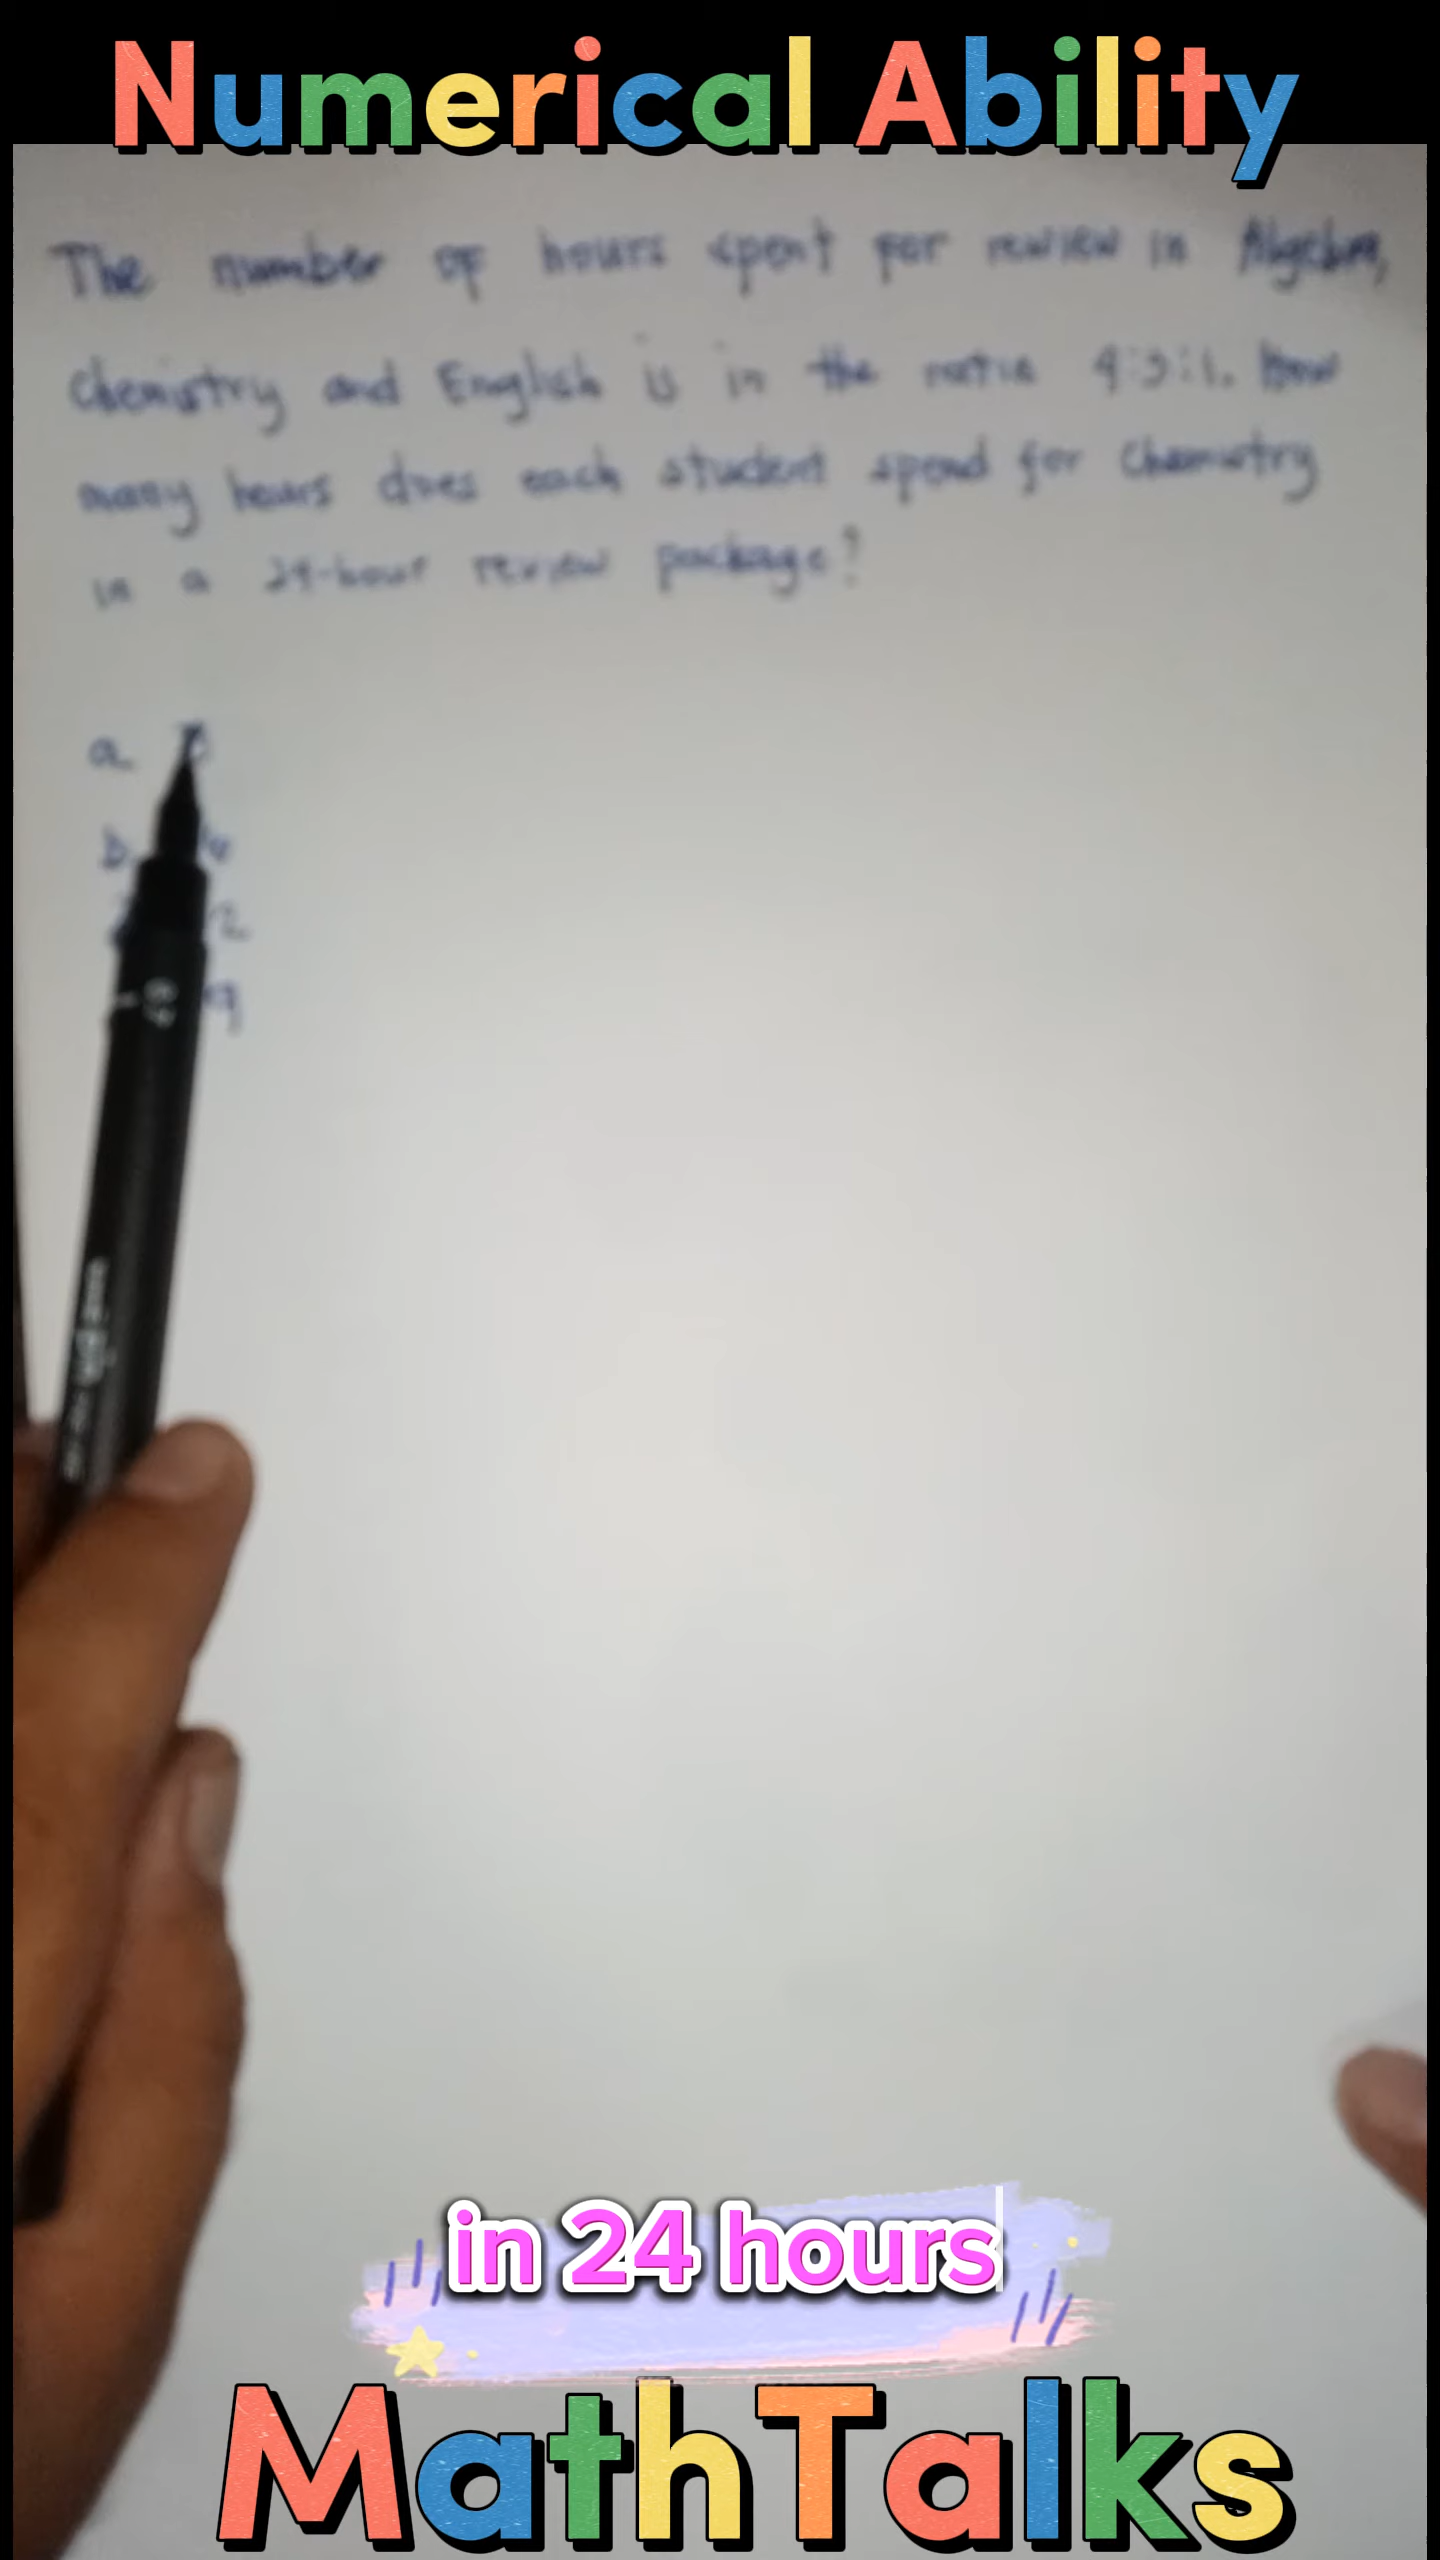 Numerical Ability
The number of hours spent for review in Algebra,
Chemistry and English is in the ratio 4:3:1. How
many hours does each student spend for Chemistry
in a 24-hour review package?
a
b.
in 24 hours
MathTalks